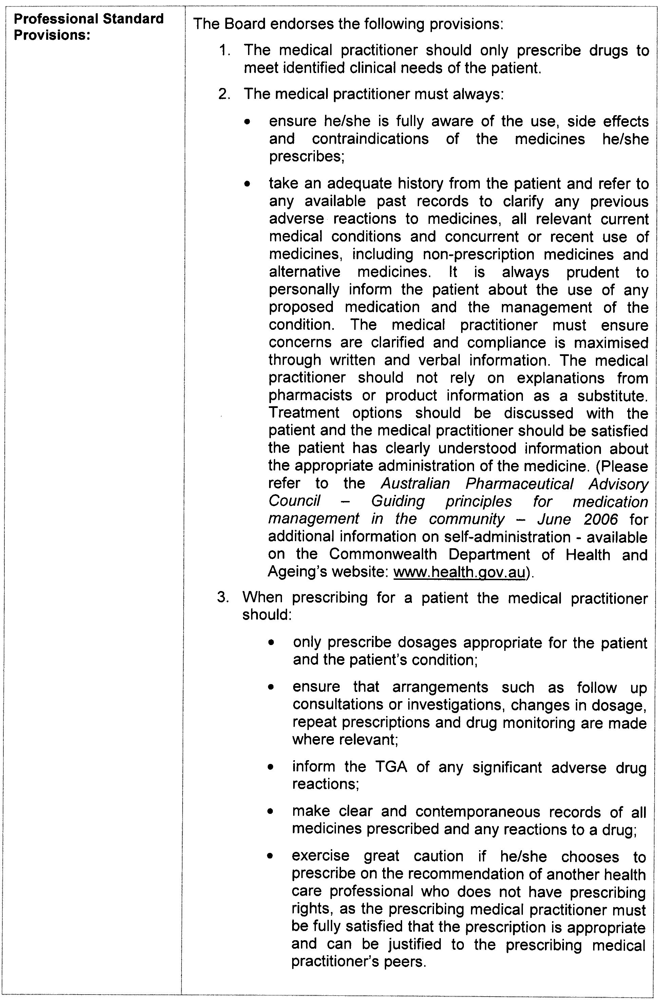 Professional Standard
Provisions:
The Board endorses the following provisions:
1. The medical practitioner should only prescribe drugs to
meet identified clinical needs of the patient.
2. The medical practitioner must always:
• ensure he/she is fully aware of the use, side effects
and contraindications of the medicines he/she
prescribes;
• take an adequate history from the patient and refer to
any available past records to clarify any previous
adverse reactions to medicines, all relevant current
medical conditions and concurrent or recent use of
medicines, including non-prescription medicines and
alternative medicines. It is always prudent to
personally inform the patient about the use of any
proposed medication and the management of the
condition. The medical practitioner must ensure
concerns are clarified and compliance is maximised
through written and verbal information. The medical
practitioner should not rely on explanations from
pharmacists or product information as a substitute.
Treatment options should be discussed with the
patient and the medical practitioner should be satisfied
the patient has clearly understood information about
the appropriate administration of the medicine. (Please
refer to the Australian Pharmaceutical Advisory
Council – Guiding principles for medication
management in the community – June 2006 for
additional information on self-administration - available
on the Commonwealth Department of Health and
Ageing's website: www.health.gov.au).
3. When prescribing for a patient the medical practitioner
should:
• only prescribe dosages appropriate for the patient
and the patient's condition;
• ensure that arrangements such as follow up
consultations or investigations, changes in dosage,
repeat prescriptions and drug monitoring are made
where relevant;
• inform the TGA of any significant adverse drug
reactions;
• make clear and contemporaneous records of all
medicines prescribed and any reactions to a drug;
• exercise great caution if he/she chooses to
prescribe on the recommendation of another health
care professional who does not have prescribing
rights, as the prescribing medical practitioner must
be fully satisfied that the prescription is appropriate
and can be justified to the prescribing medical
practitioner's peers.